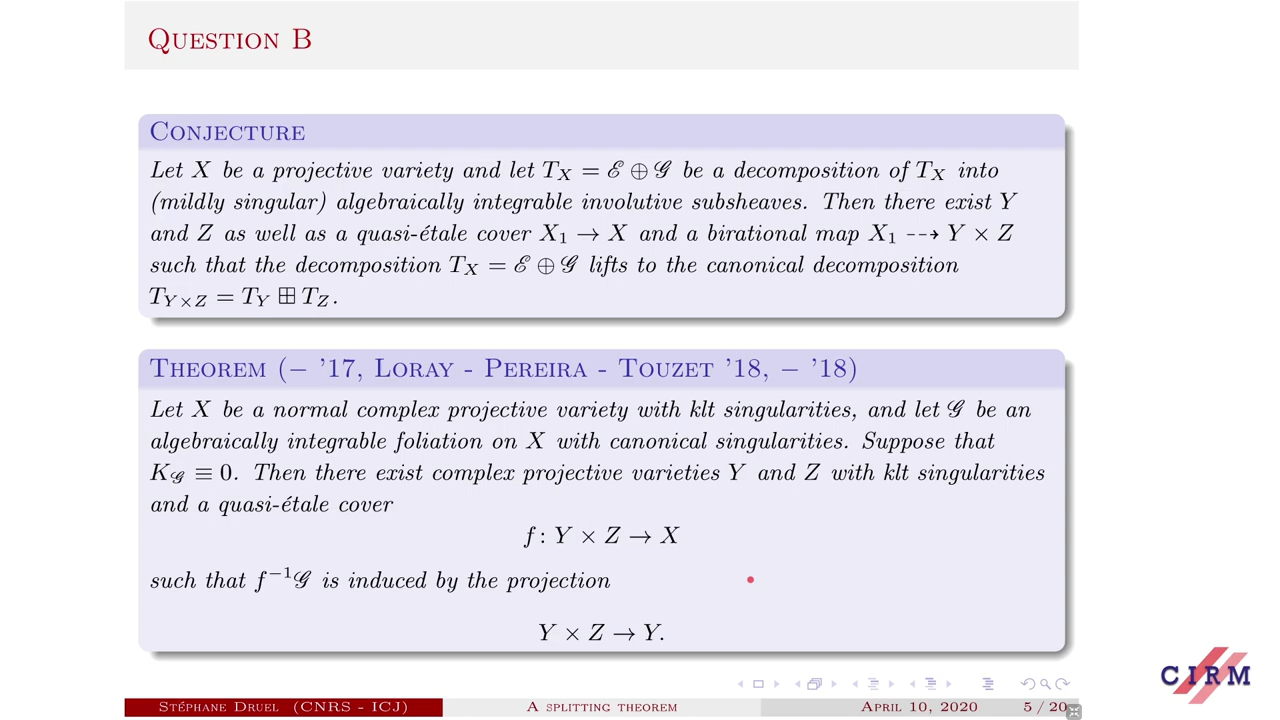 QUESTION B
CONJECTURE
Let X be a projective variety and let T_X = ℰ ⊕ 𝒢 be a decomposition of T_X into
(mildly singular) algebraically integrable involutive subsheaves. Then there exist Y
and Z as well as a quasi-étale cover X₁ → X and a birational map X₁ ⇢ Y × Z
such that the decomposition T_X = ℰ ⊕ 𝒢 lifts to the canonical decomposition
T_{Y×Z} = T_Y ⊞ T_Z.
THEOREM (– '17, LORAY - PEREIRA - TOUZET '18, – '18)
Let X be a normal complex projective variety with klt singularities, and let 𝒢 be an
algebraically integrable foliation on X with canonical singularities. Suppose that
K_𝒢 ≡ 0. Then there exist complex projective varieties Y and Z with klt singularities
and a quasi-étale cover
f: Y × Z → X
such that f⁻¹𝒢 is induced by the projection
Y × Z → Y.
CIRM
STÉPHANE DRUEL (CNRS - ICJ) A SPLITTING THEOREM APRIL 10, 2020 5 / 20